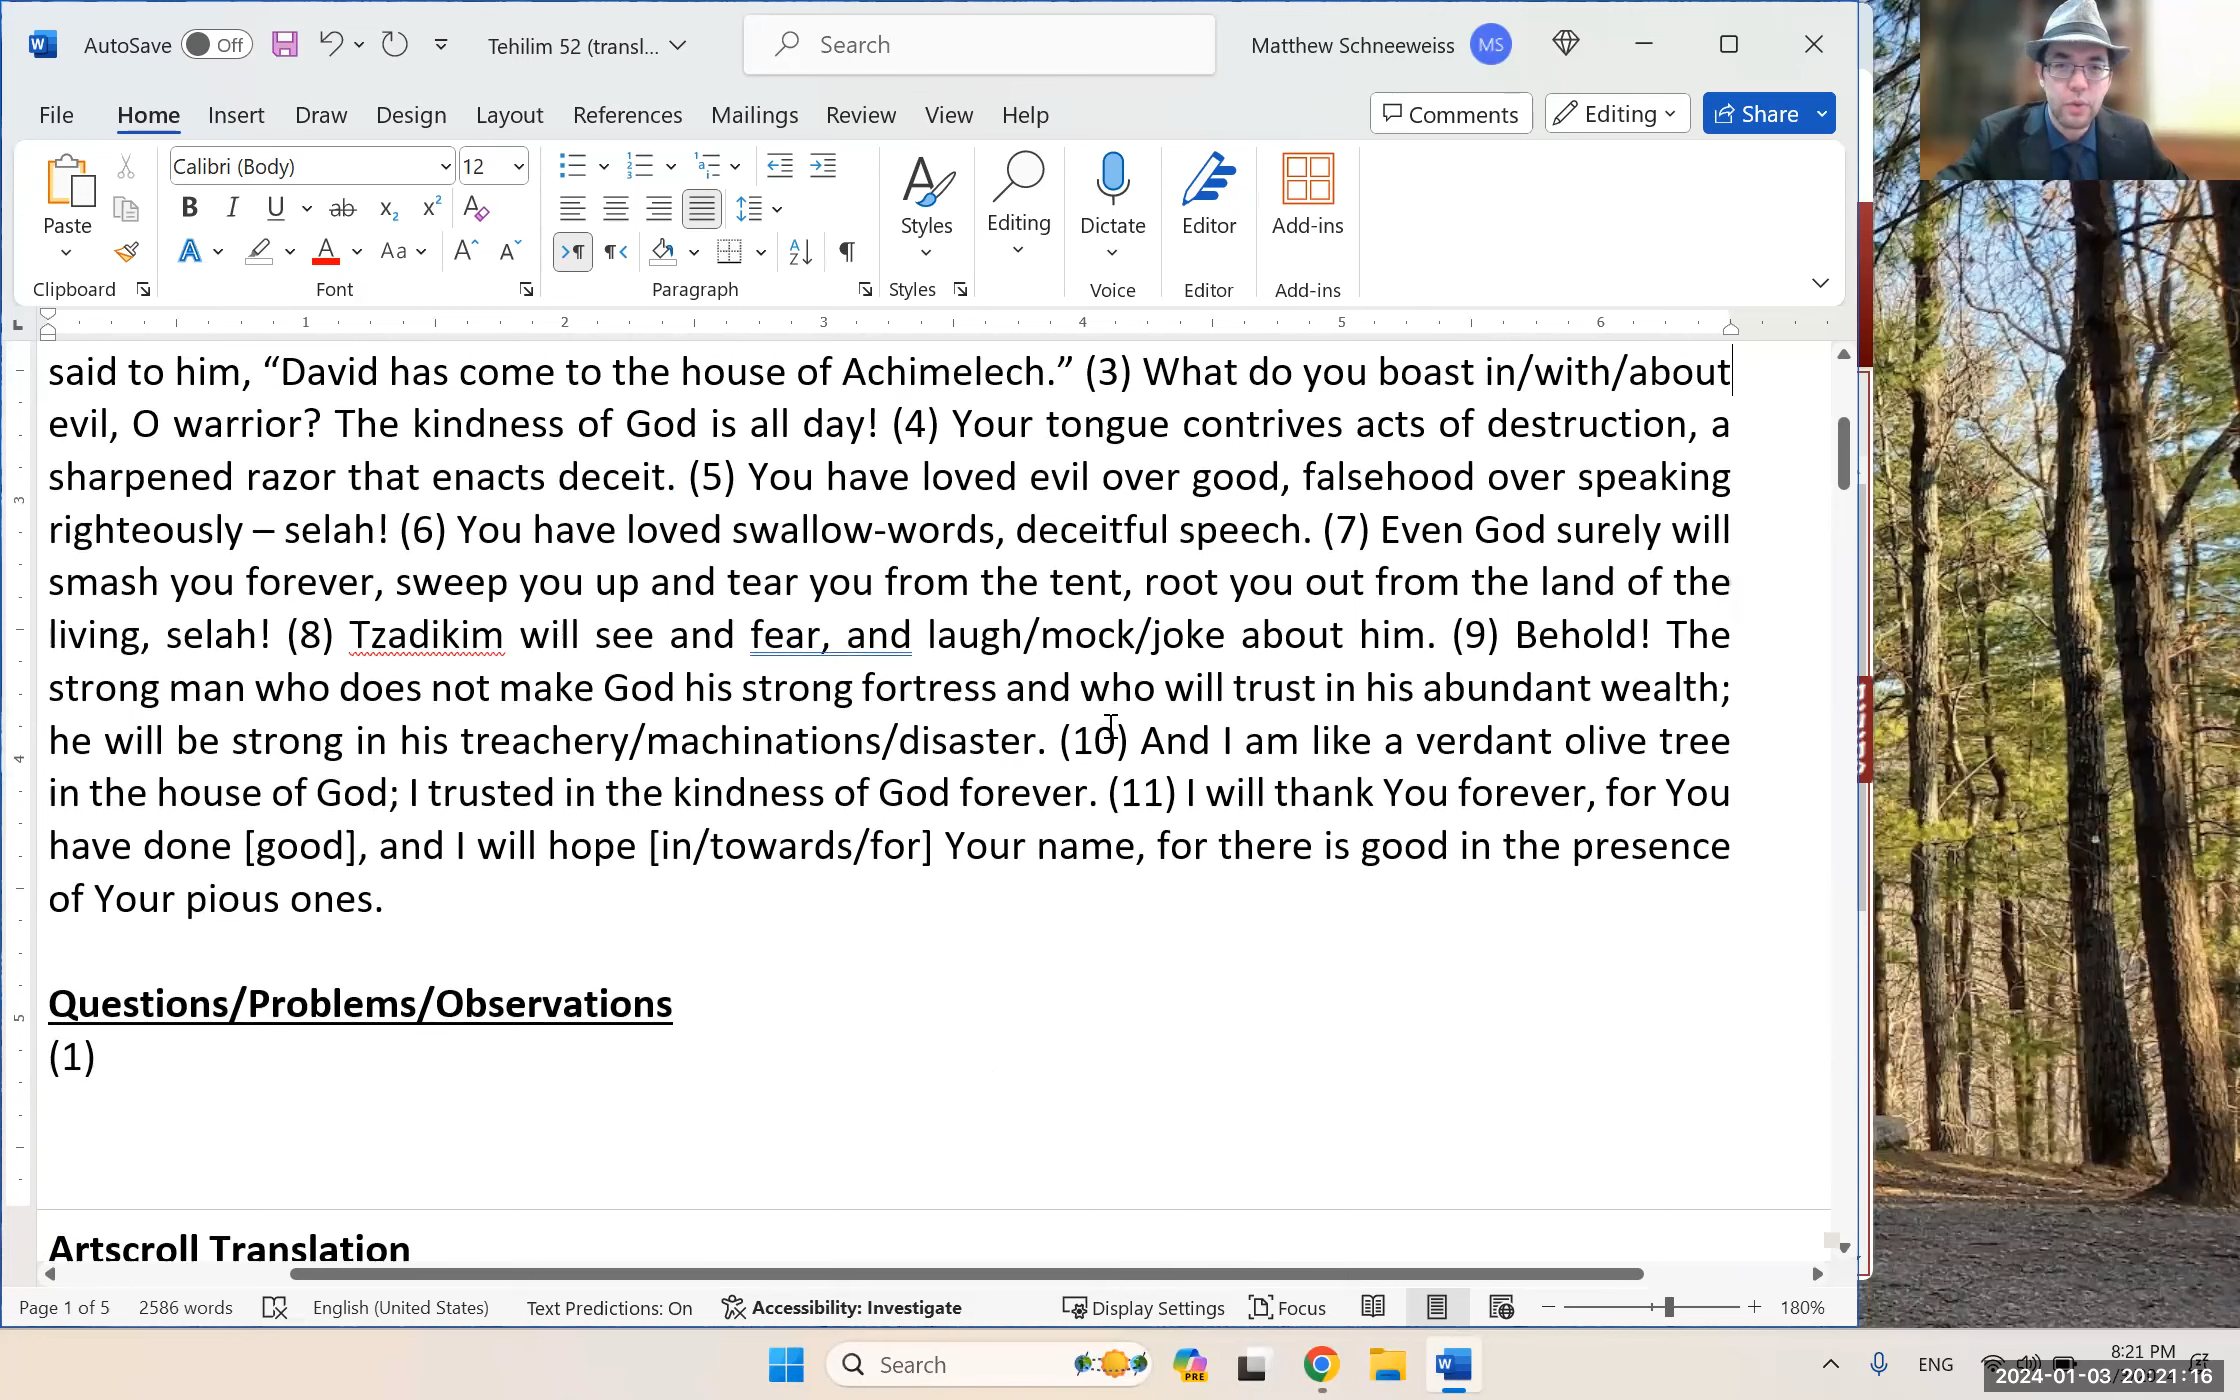 AutoSave Off Tehilim 52 (transl... Search Matthew Schneeweiss MS
File Home Insert Draw Design Layout References Mailings Review View Help Comments Editing Share
Paste Calibri (Body) 12 Styles Editing Dictate Editor Add-ins
Clipboard Font Paragraph Styles Voice Editor Add-ins
1 2 3 4 5 6
said to him, “David has come to the house of Achimelech.” (3) What do you boast in/with/about
evil, O warrior? The kindness of God is all day! (4) Your tongue contrives acts of destruction, a
sharpened razor that enacts deceit. (5) You have loved evil over good, falsehood over speaking
righteously – selah! (6) You have loved swallow-words, deceitful speech. (7) Even God surely will
smash you forever, sweep you up and tear you from the tent, root you out from the land of the
living, selah! (8) Tzadikim will see and fear, and laugh/mock/joke about him. (9) Behold! The
strong man who does not make God his strong fortress and who will trust in his abundant wealth;
he will be strong in his treachery/machinations/disaster. (10) And I am like a verdant olive tree
in the house of God; I trusted in the kindness of God forever. (11) I will thank You forever, for You
have done [good], and I will hope [in/towards/for] Your name, for there is good in the presence
of Your pious ones.
Questions/Problems/Observations
(1)
Artscroll Translation
Page 1 of 5 2586 words English (United States) Text Predictions: On Accessibility: Investigate Display Settings Focus 180%
Search PRE ENG 8:21 PM
2024-01-03 20:21:16